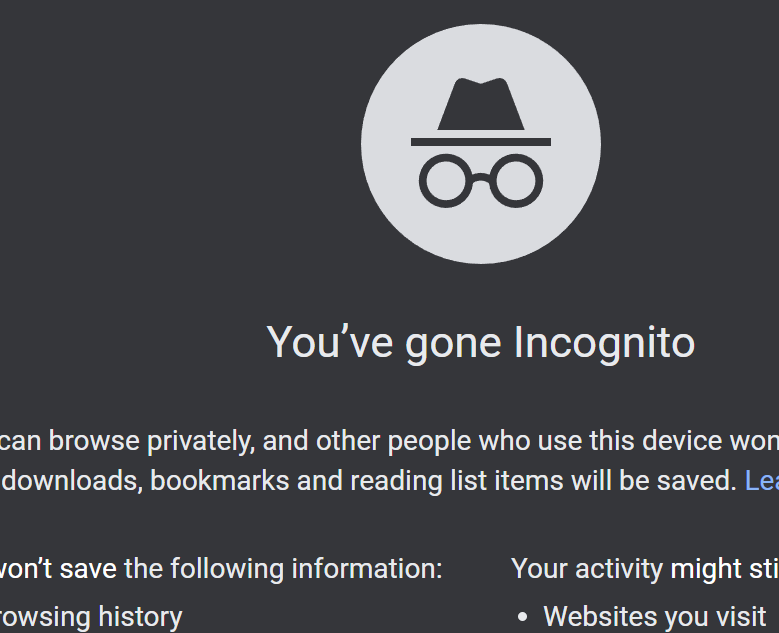 You’ve gone Incognito
can browse privately, and other people who use this device won
downloads, bookmarks and reading list items will be saved. Lea
won’t save the following information:
Your activity might sti
rowsing history
• Websites you visit